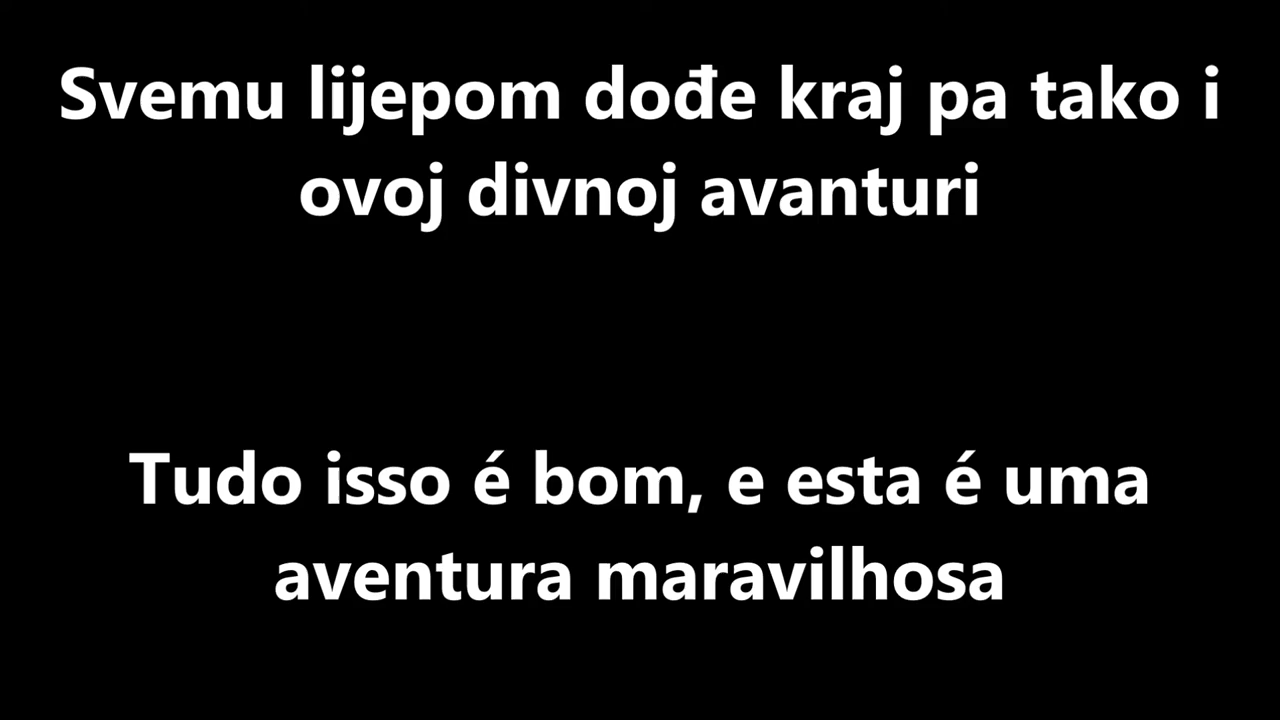 Svemu lijepom dođe kraj pa tako i
ovoj divnoj avanturi
Tudo isso é bom, e esta é uma
aventura maravilhosa